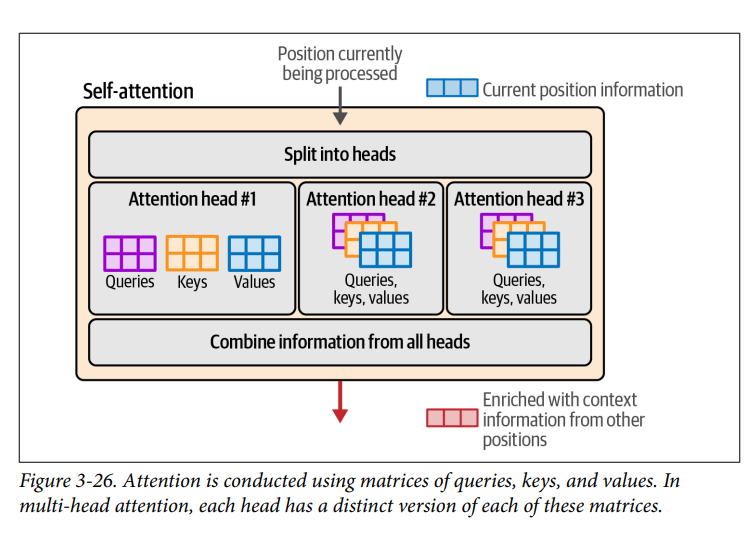 Position currently
being processed
Self-attention
Current position information
Split into heads
Attention head #1
Queries
Keys
Values
Attention head #2
Queries,
keys, values
Attention head #3
Queries,
keys, values
Combine information from all heads
Enriched with context
information from other
positions
Figure 3-26. Attention is conducted using matrices of queries, keys, and values. In
multi-head attention, each head has a distinct version of each of these matrices.